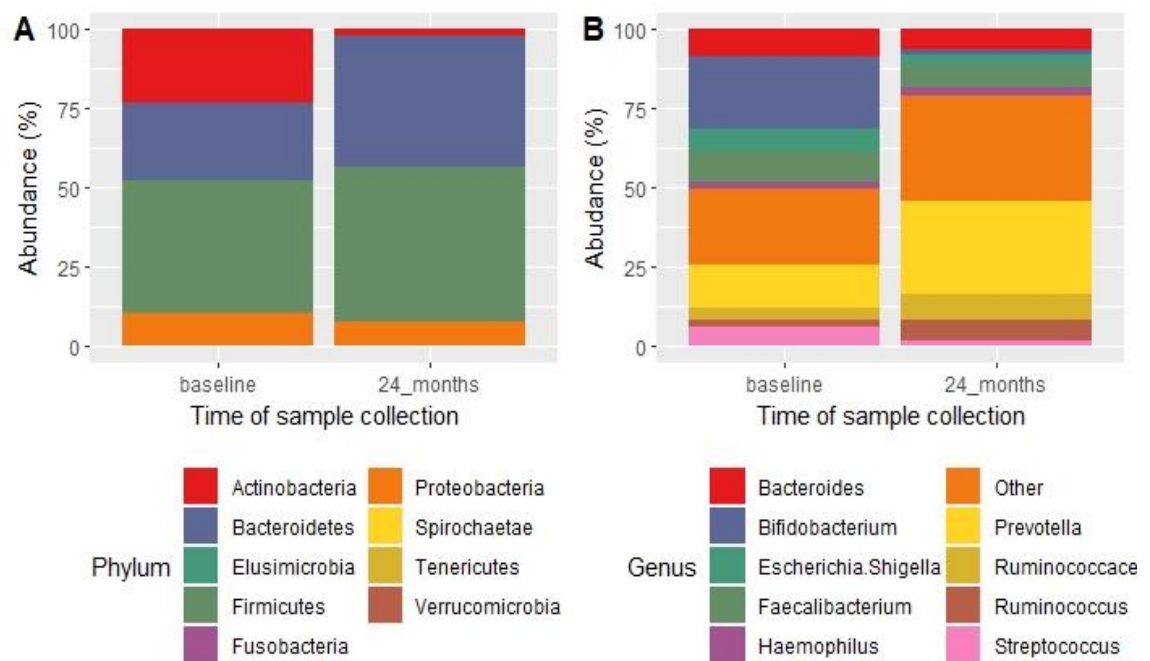 A
Abundance (%)
100
75
50
25
0
baseline 24_months
Time of sample collection
Phylum
Actinobacteria
Bacteroidetes
Elusimicrobia
Firmicutes
Fusobacteria
Proteobacteria
Spirochaetae
Tenericutes
Verrucomicrobia
B
Abudance (%)
100
75
50
25
0
baseline 24_months
Time of sample collection
Genus
Bacteroides
Bifidobacterium
Escherichia.Shigella
Faecalibacterium
Haemophilus
Other
Prevotella
Ruminococcace
Ruminococcus
Streptococcus